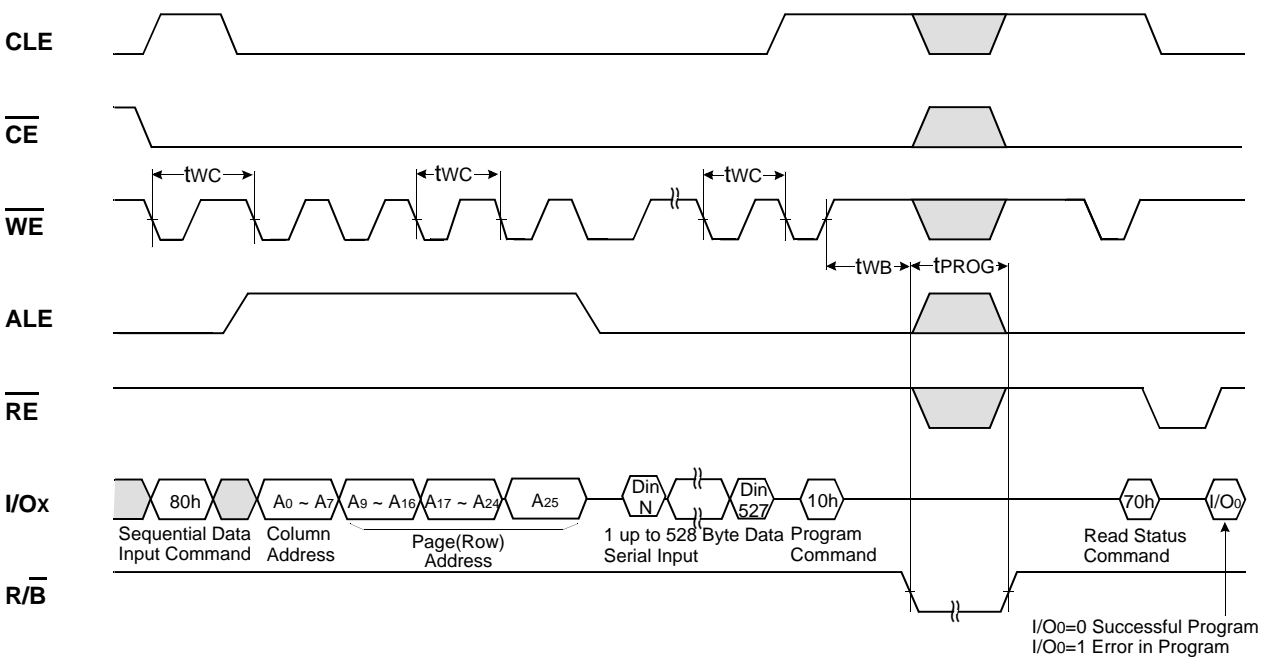 CLE
CE
tWC
tWC
tWC
WE
tWB
tPROG
ALE
RE
I/Ox
80h
A0 ~ A7
A9 ~ A16
A17 ~ A24
A25
Din
N
Din
527
10h
70h
I/O0
Sequential Data
Input Command
Column
Address
Page(Row)
Address
1 up to 528 Byte Data
Serial Input
Program
Command
Read Status
Command
R/B
I/O0=0 Successful Program
I/O0=1 Error in Program